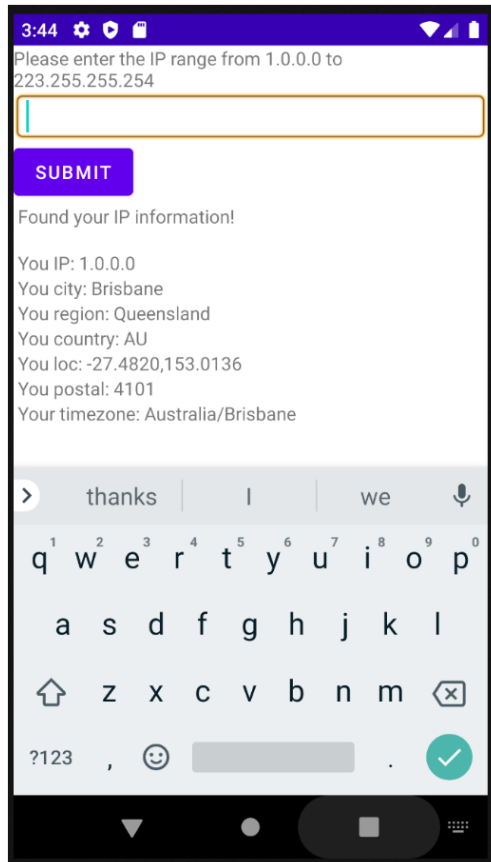 3:44
Please enter the IP range from 1.0.0.0 to
223.255.255.254
SUBMIT
Found your IP information!
You IP: 1.0.0.0
You city: Brisbane
You region: Queensland
You country: AU
You loc: -27.4820,153.0136
You postal: 4101
Your timezone: Australia/Brisbane
thanks I we
1 2 3 4 5 6 7 8 9 0
q w e r t y u i o p
a s d f g h j k l
z x c v b n m
?123 , .